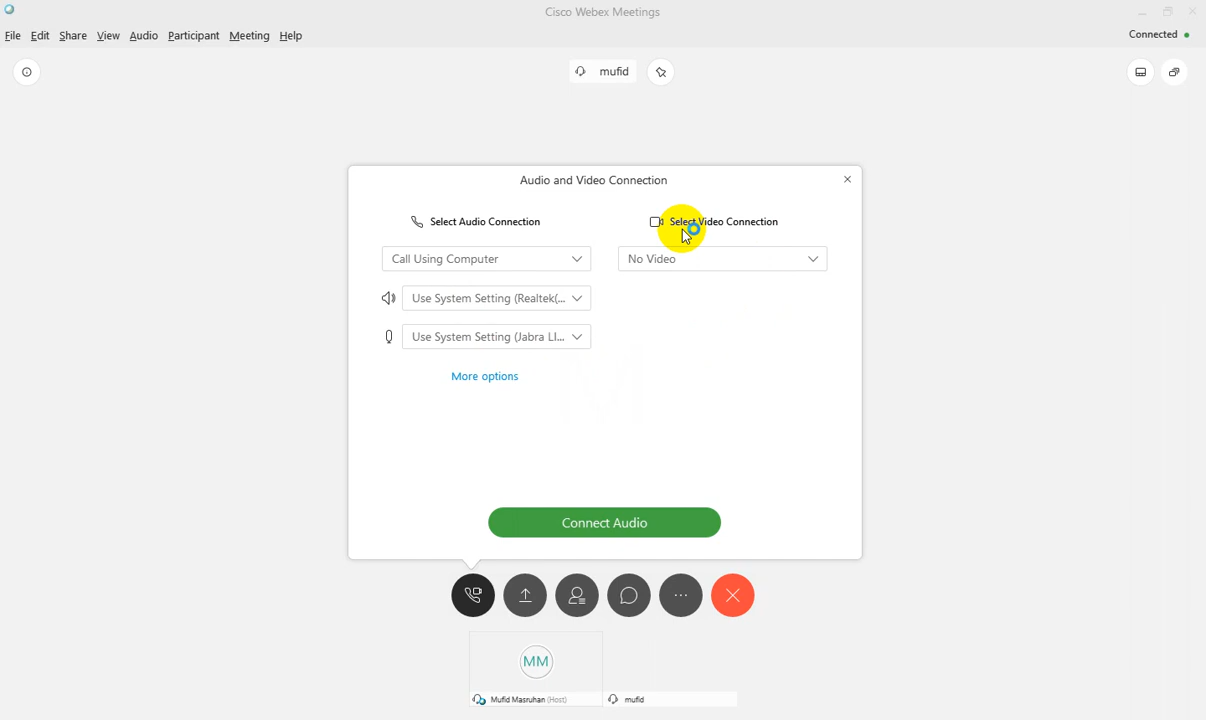 Cisco Webex Meetings
File Edit Share View Audio Participant Meeting Help
Connected
mufid
Audio and Video Connection
Select Audio Connection
Select Video Connection
Call Using Computer
No Video
Use System Setting (Realtek(...
Use System Setting (Jabra LI...
More options
M
Connect Audio
MM
Mufid Masruhan (Host)
mufid